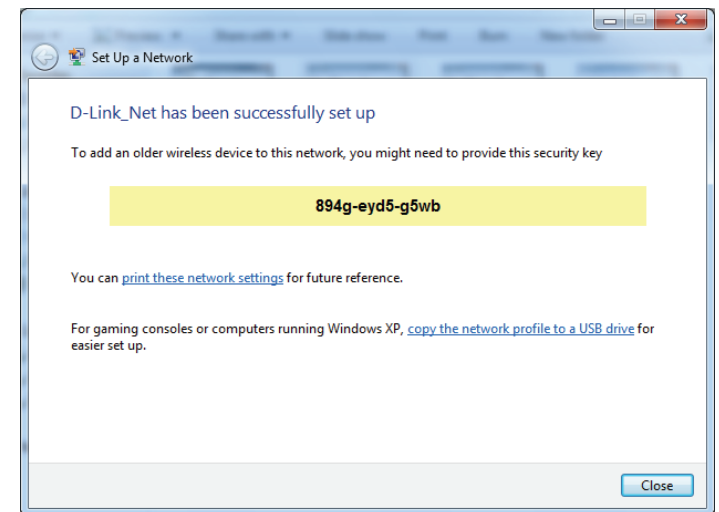 Set Up a Network
D-Link_Net has been successfully set up
To add an older wireless device to this network, you might need to provide this security key
894g-eyd5-g5wb
You can print these network settings for future reference.
For gaming consoles or computers running Windows XP, copy the network profile to a USB drive for
easier set up.
Close